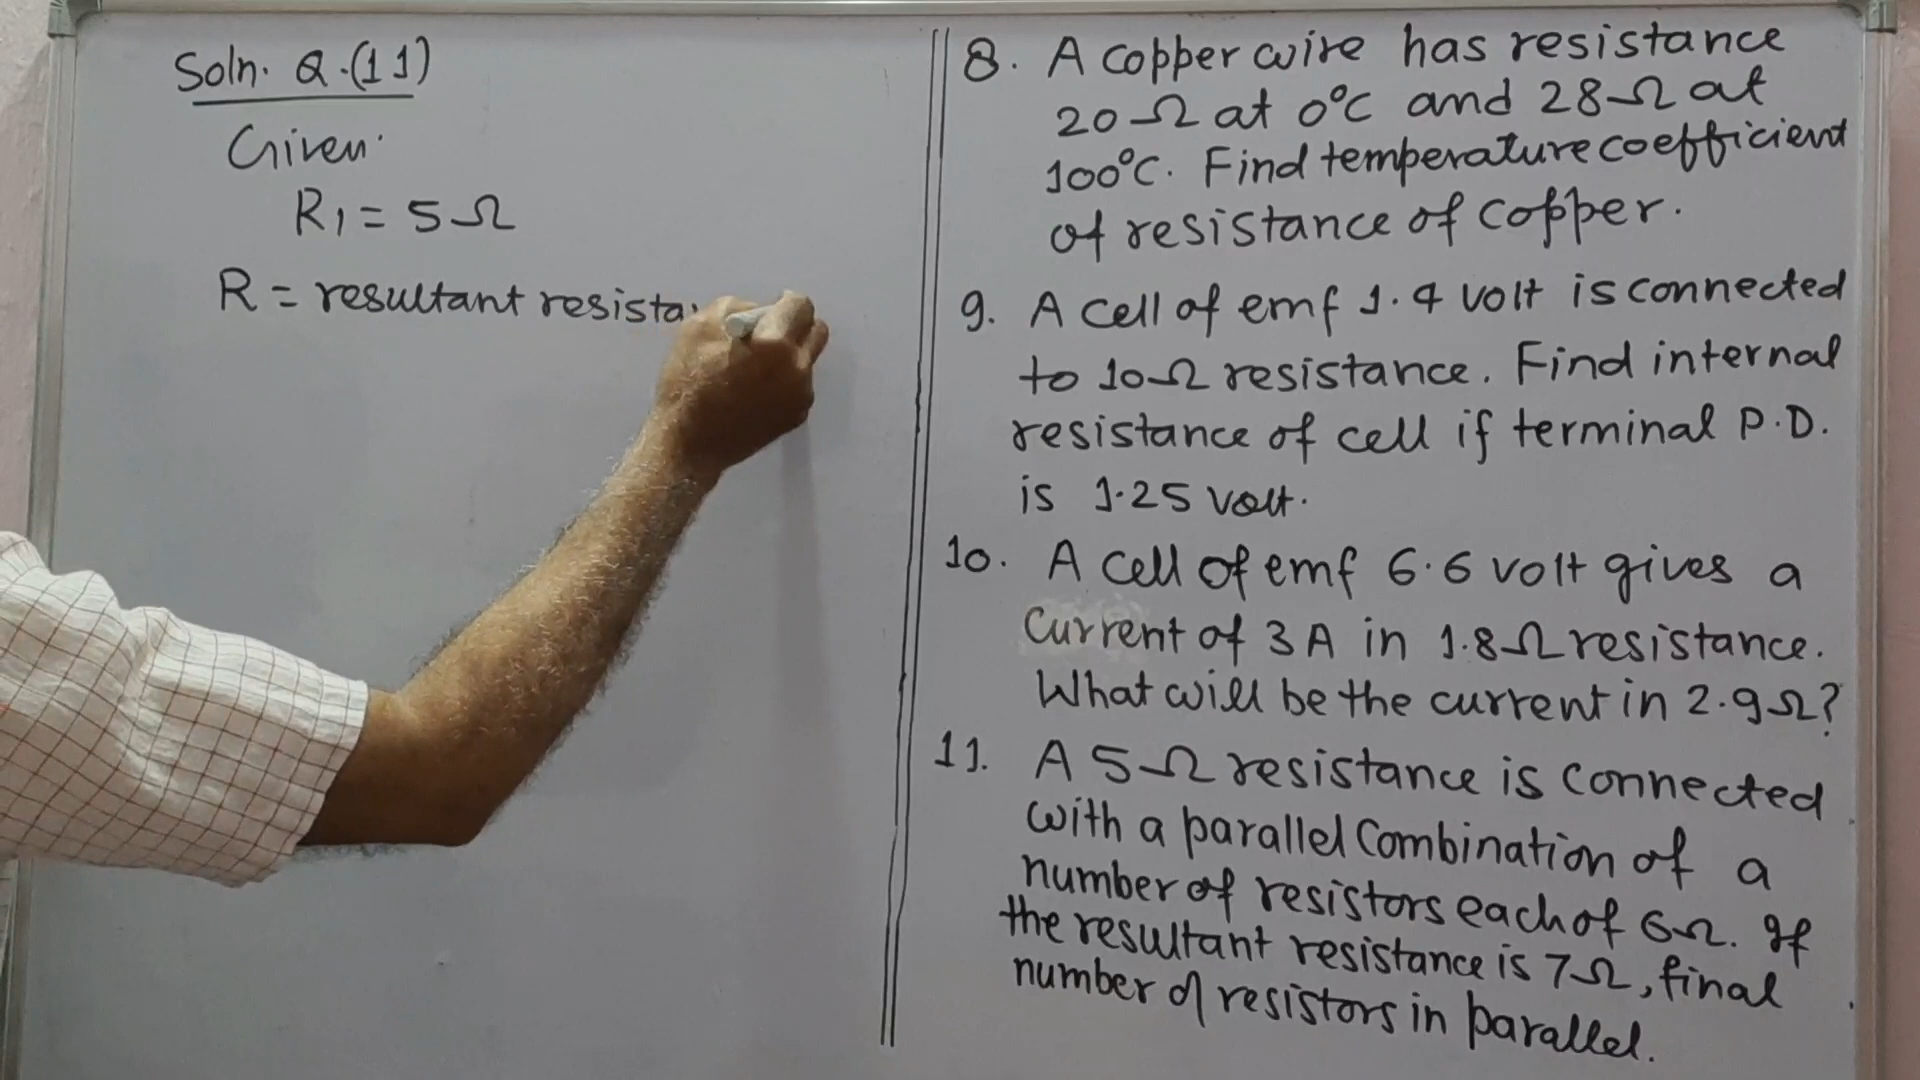 Soln. Q.(11)
Given.
R1 = 5Ω
R = resultant resista
8. A copper wire has resistance
20Ω at 0°C and 28Ω at
100°C. Find temperature coefficient
of resistance of copper.
9. A cell of emf 1.4 volt is connected
to 10Ω resistance. Find internal
resistance of cell if terminal P.D.
is 1.25 volt.
10. A cell of emf 6.6 volt gives a
current of 3A in 1.8Ω resistance.
What will be the current in 2.9Ω?
11. A 5Ω resistance is connected
with a parallel combination of a
number of resistors each of 6Ω. If
the resultant resistance is 7Ω, final
number of resistors in parallel.